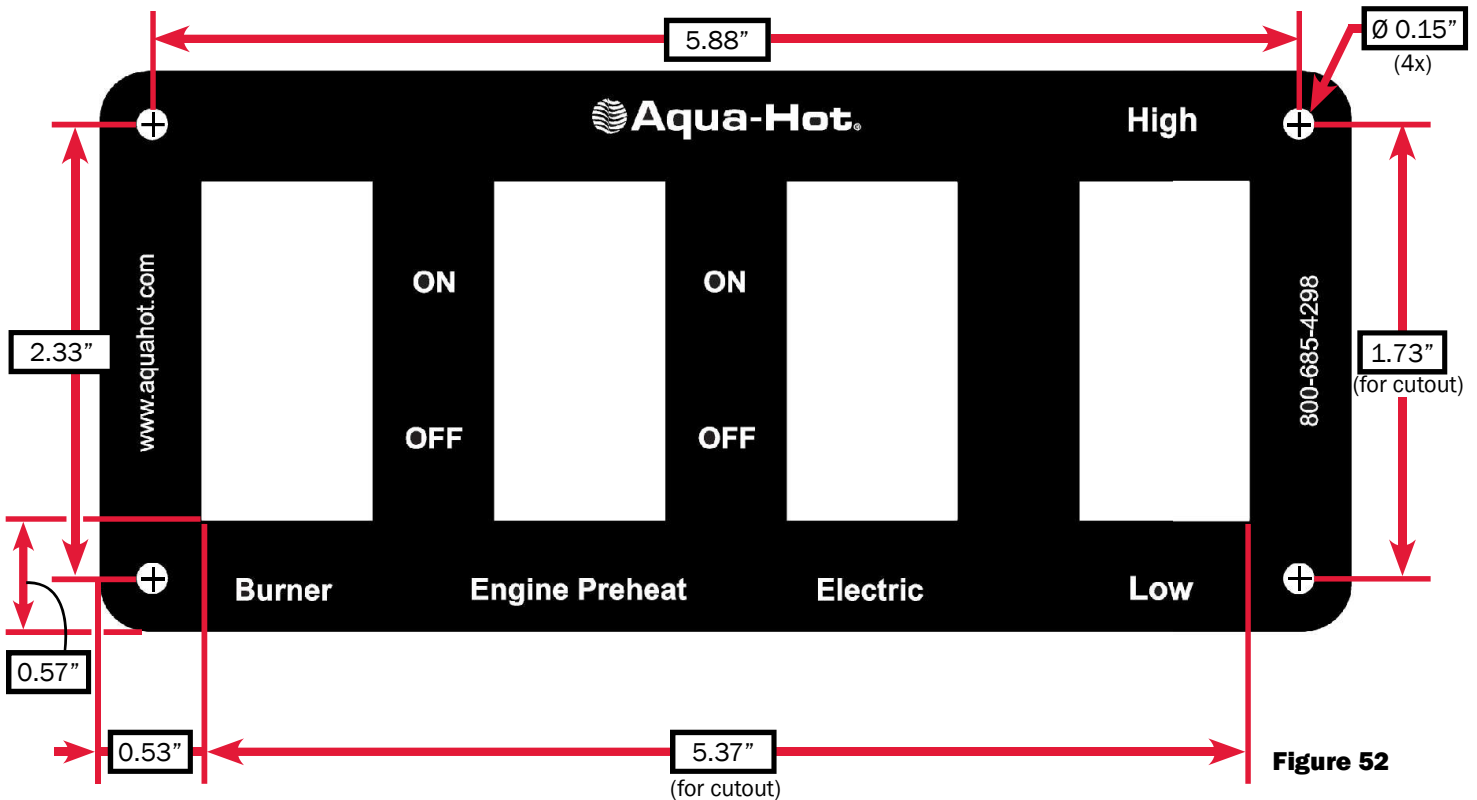 5.88”
Ø 0.15”
(4x)
Aqua-Hot®
High
www.aquahot.com
ON
ON
800-685-4298
2.33”
1.73”
(for cutout)
OFF
OFF
Burner
Engine Preheat
Electric
Low
0.57”
0.53”
5.37”
(for cutout)
Figure 52